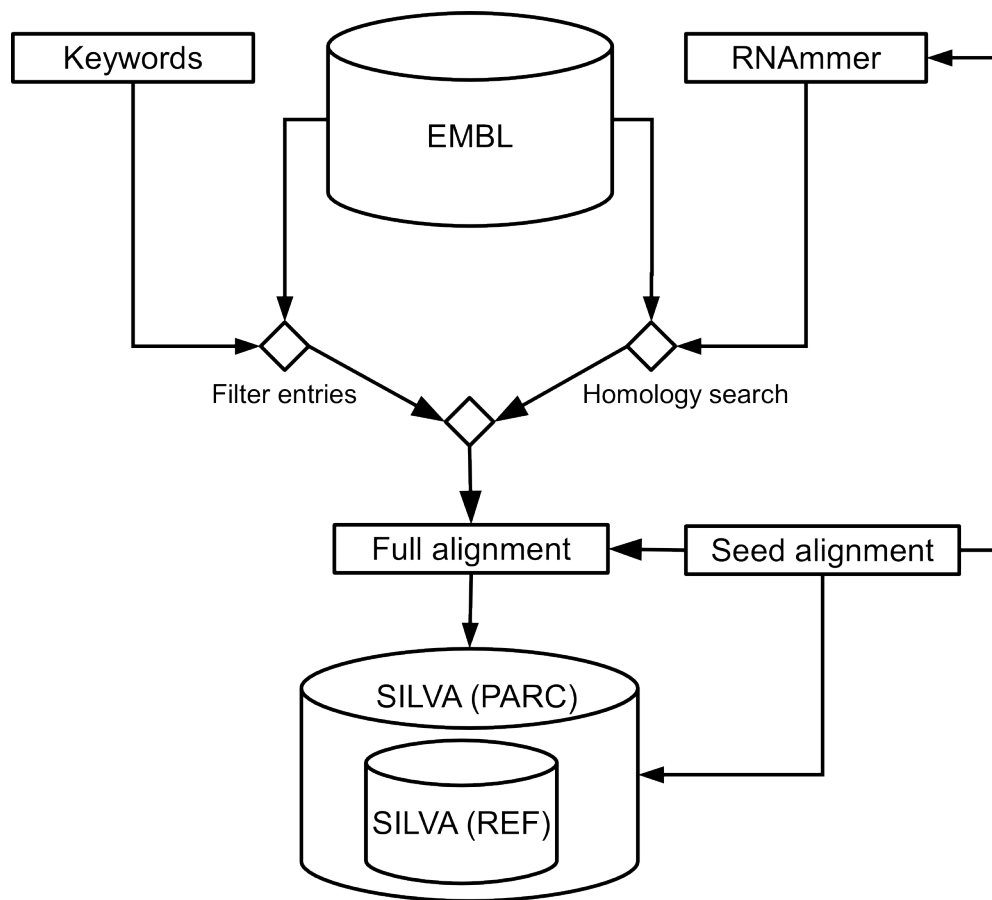 Keywords
EMBL
RNAmmer
Filter entries
Homology search
Full alignment
Seed alignment
SILVA (PARC)
SILVA (REF)